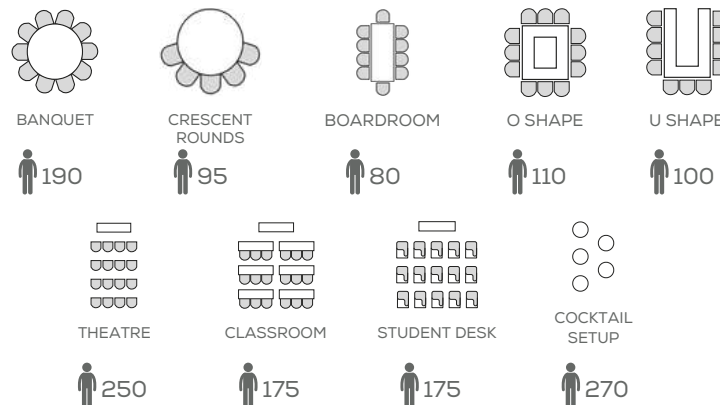 BANQUET
CRESCENT
ROUNDS
BOARDROOM
O SHAPE
U SHAPE
190
95
80
110
100
THEATRE
CLASSROOM
STUDENT DESK
COCKTAIL
SETUP
250
175
175
270